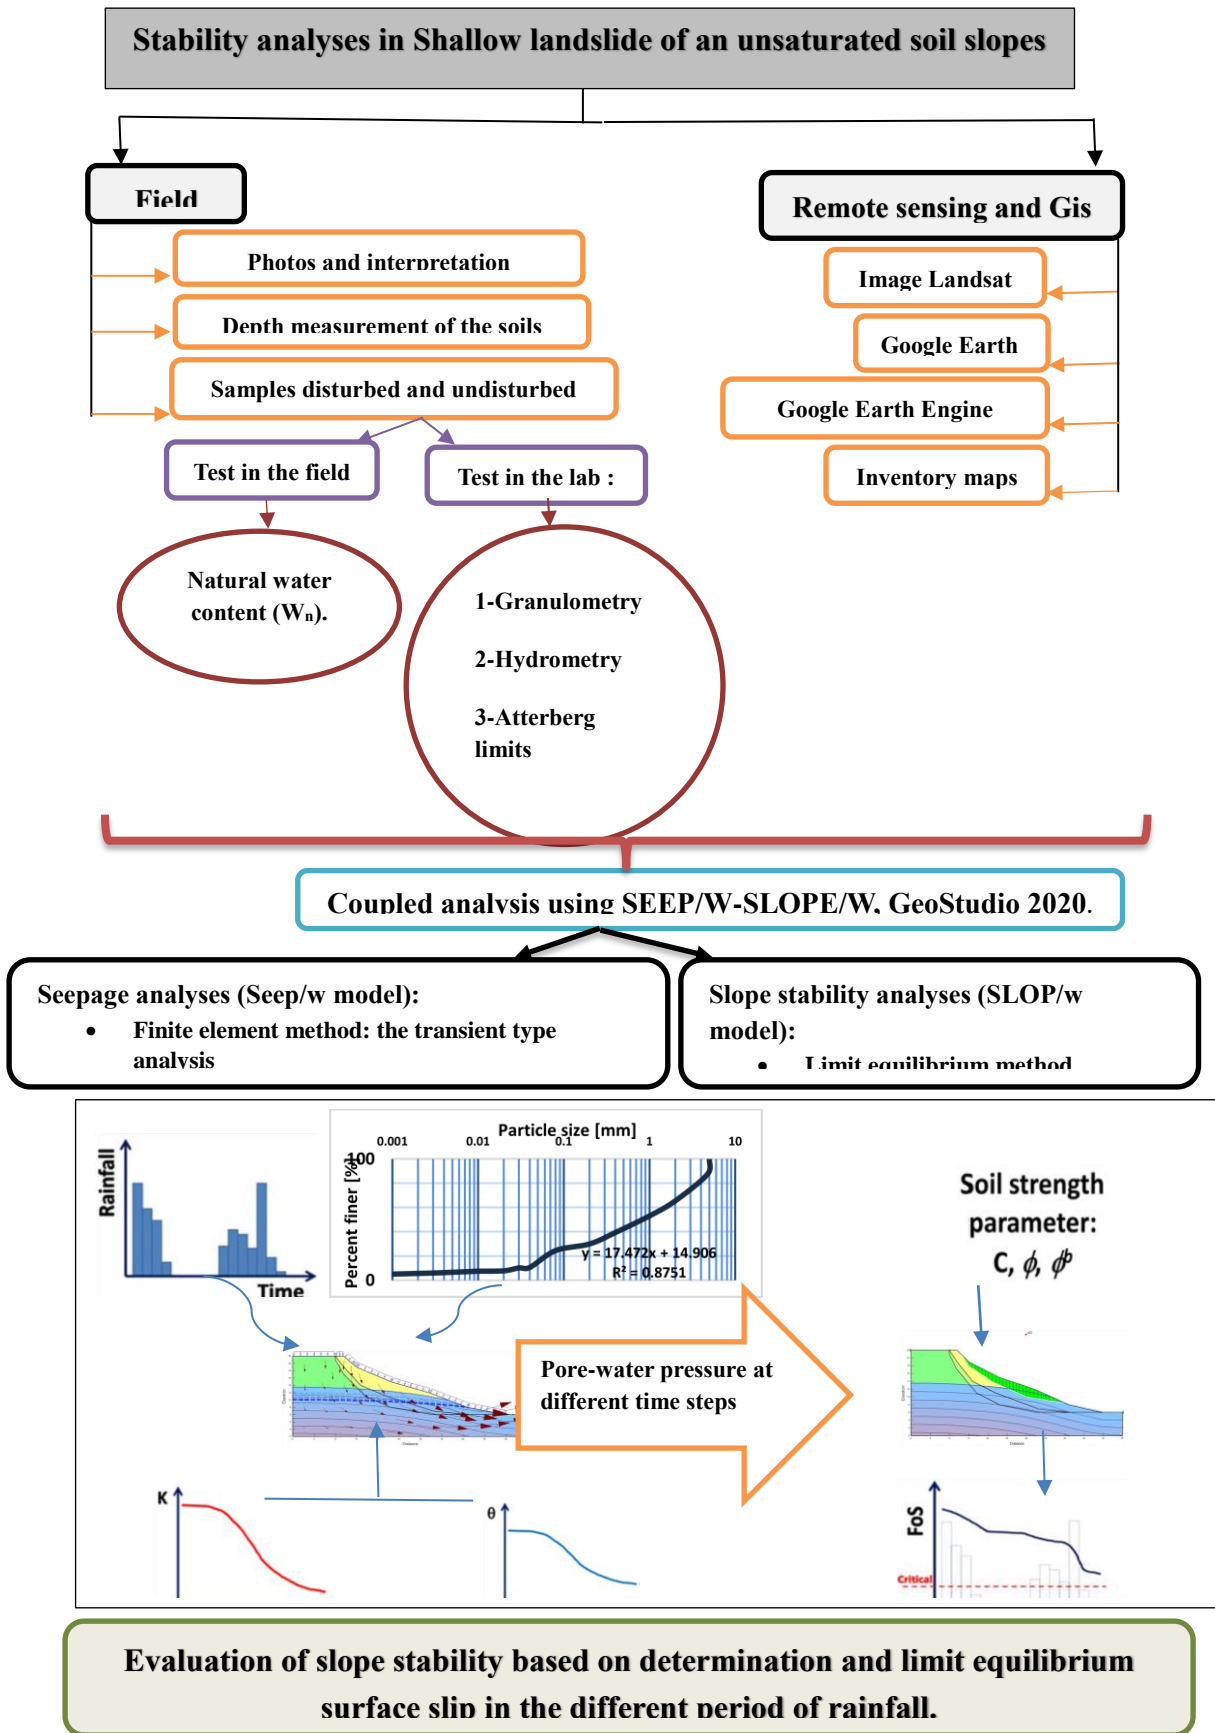 Stability analyses in Shallow landslide of an unsaturated soil slopes
Field
Remote sensing and Gis
Photos and interpretation
Depth measurement of the soils
Samples disturbed and undisturbed
Image Landsat
Google Earth
Google Earth Engine
Inventory maps
Test in the field
Test in the lab :
Natural water
content (Wₙ).
1-Granulometry
2-Hydrometry
3-Atterberg
limits
Coupled analysis using SEEP/W-SLOPE/W, GeoStudio 2020.
Seepage analyses (Seep/w model):
• Finite element method: the transient type
analysis
Slope stability analyses (SLOP/w
model):
• Limit equilibrium method
Rainfall
Time
Particle size [mm]
0.001 0.01 0.1 1 10
Percent finer [%]
100
0
y = 17.472x + 14.906
R² = 0.8751
Soil strength
parameter:
C, ϕ, ϕᵇ
Pore-water pressure at
different time steps
Distance
Distance
K
θ
FoS
Critical
Evaluation of slope stability based on determination and limit equilibrium
surface slip in the different period of rainfall.